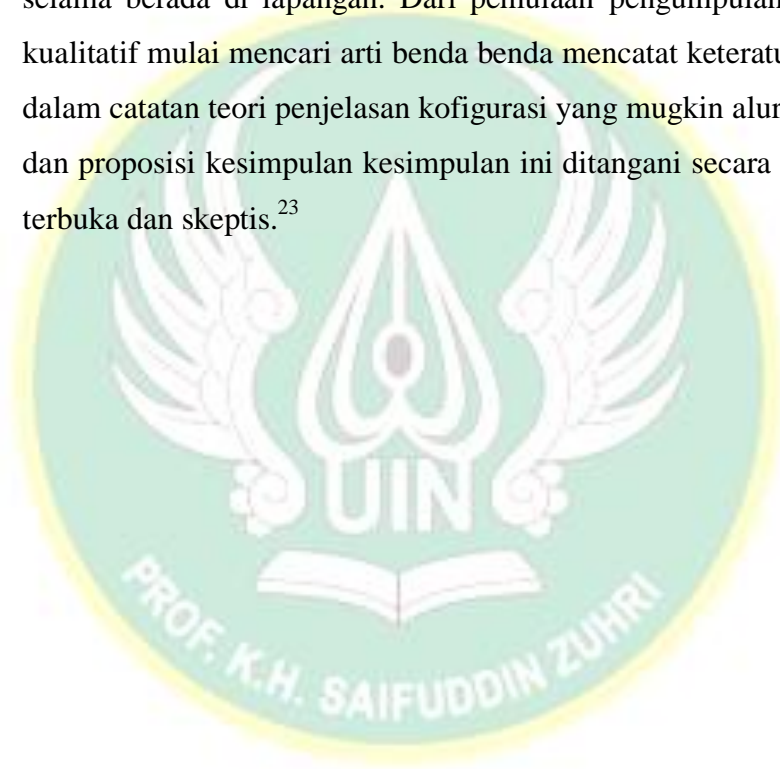 selama berada di lapangan. Dari pemulaan pengumpulan
kualitatif mulai mencari arti benda benda mencatat keteratu
dalam catatan teori penjelasan kofigurasi yang mugkin alur
dan proposisi kesimpulan kesimpulan ini ditangani secara
terbuka dan skeptis.23
UIN
PROF. K.H. SAIFUDDIN ZUHRI